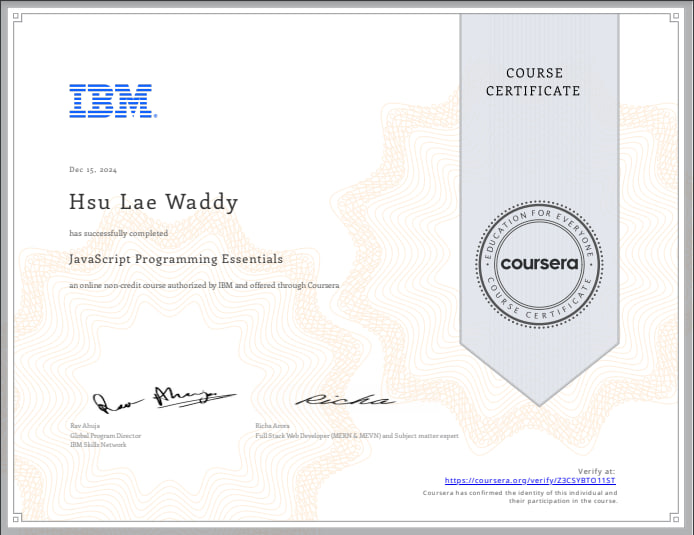 COURSE
CERTIFICATE
IBM
Dec 15, 2024
Hsu Lae Waddy
has successfully completed
JavaScript Programming Essentials
an online non-credit course authorized by IBM and offered through Coursera
EDUCATION FOR EVERYONE
coursera
COURSE CERTIFICATE
Rav Ahuja
Global Program Director
IBM Skills Network
Richa
Richa Arora
Full Stack Web Developer (MERN & MEVN) and Subject matter expert
Verify at:
https://coursera.org/verify/Z3CSYBTO11ST
Coursera has confirmed the identity of this individual and
their participation in the course.